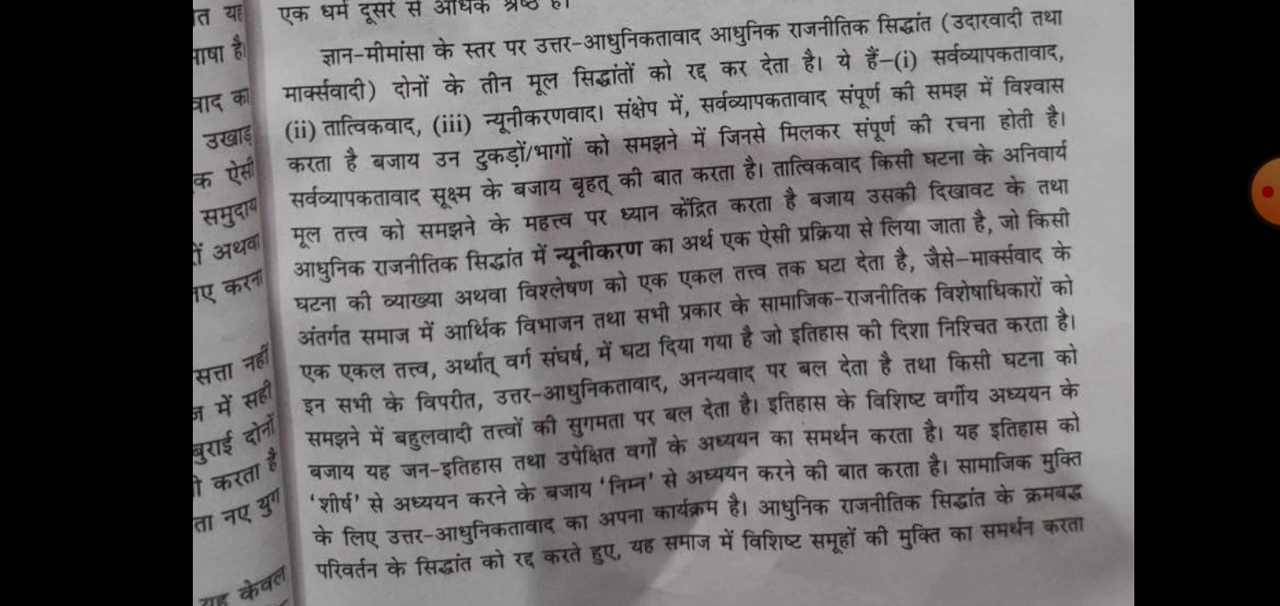 त यह
भाषा है।
वाद का
उखाड़
क ऐसी
समुदाय
ों अथवा
नए करना
सत्ता नहीं
ज में सही
बुराई दोनों
ी करता है
ता नए युग
यह केवल
एक धर्म दूसरे से अधिक श्रेष्ठ है।
ज्ञान-मीमांसा के स्तर पर उत्तर-आधुनिकतावाद आधुनिक राजनीतिक सिद्धांत (उदारवादी तथा
मार्क्सवादी) दोनों के तीन मूल सिद्धांतों को रद्द कर देता है। ये हैं–(i) सर्वव्यापकतावाद,
(ii) तात्विकवाद, (iii) न्यूनीकरणवाद। संक्षेप में, सर्वव्यापकतावाद संपूर्ण की समझ में विश्वास
करता है बजाय उन टुकड़ों/भागों को समझने में जिनसे मिलकर संपूर्ण की रचना होती है।
सर्वव्यापकतावाद सूक्ष्म के बजाय बृहत् की बात करता है। तात्विकवाद किसी घटना के अनिवार्य
मूल तत्त्व को समझने के महत्त्व पर ध्यान केंद्रित करता है बजाय उसकी दिखावट के तथा
आधुनिक राजनीतिक सिद्धांत में न्यूनीकरण का अर्थ एक ऐसी प्रक्रिया से लिया जाता है, जो किसी
घटना की व्याख्या अथवा विश्लेषण को एक एकल तत्त्व तक घटा देता है, जैसे–मार्क्सवाद के
अंतर्गत समाज में आर्थिक विभाजन तथा सभी प्रकार के सामाजिक-राजनीतिक विशेषाधिकारों को
एक एकल तत्त्व, अर्थात् वर्ग संघर्ष, में घटा दिया गया है जो इतिहास की दिशा निश्चित करता है।
इन सभी के विपरीत, उत्तर-आधुनिकतावाद, अनन्यवाद पर बल देता है तथा किसी घटना को
समझने में बहुलवादी तत्त्वों की सुगमता पर बल देता है। इतिहास के विशिष्ट वर्गीय अध्ययन के
बजाय यह जन-इतिहास तथा उपेक्षित वर्गों के अध्ययन का समर्थन करता है। यह इतिहास को
'शीर्ष' से अध्ययन करने के बजाय 'निम्न' से अध्ययन करने की बात करता है। सामाजिक मुक्ति
के लिए उत्तर-आधुनिकतावाद का अपना कार्यक्रम है। आधुनिक राजनीतिक सिद्धांत के क्रमबद्ध
परिवर्तन के सिद्धांत को रद्द करते हुए, यह समाज में विशिष्ट समूहों की मुक्ति का समर्थन करता